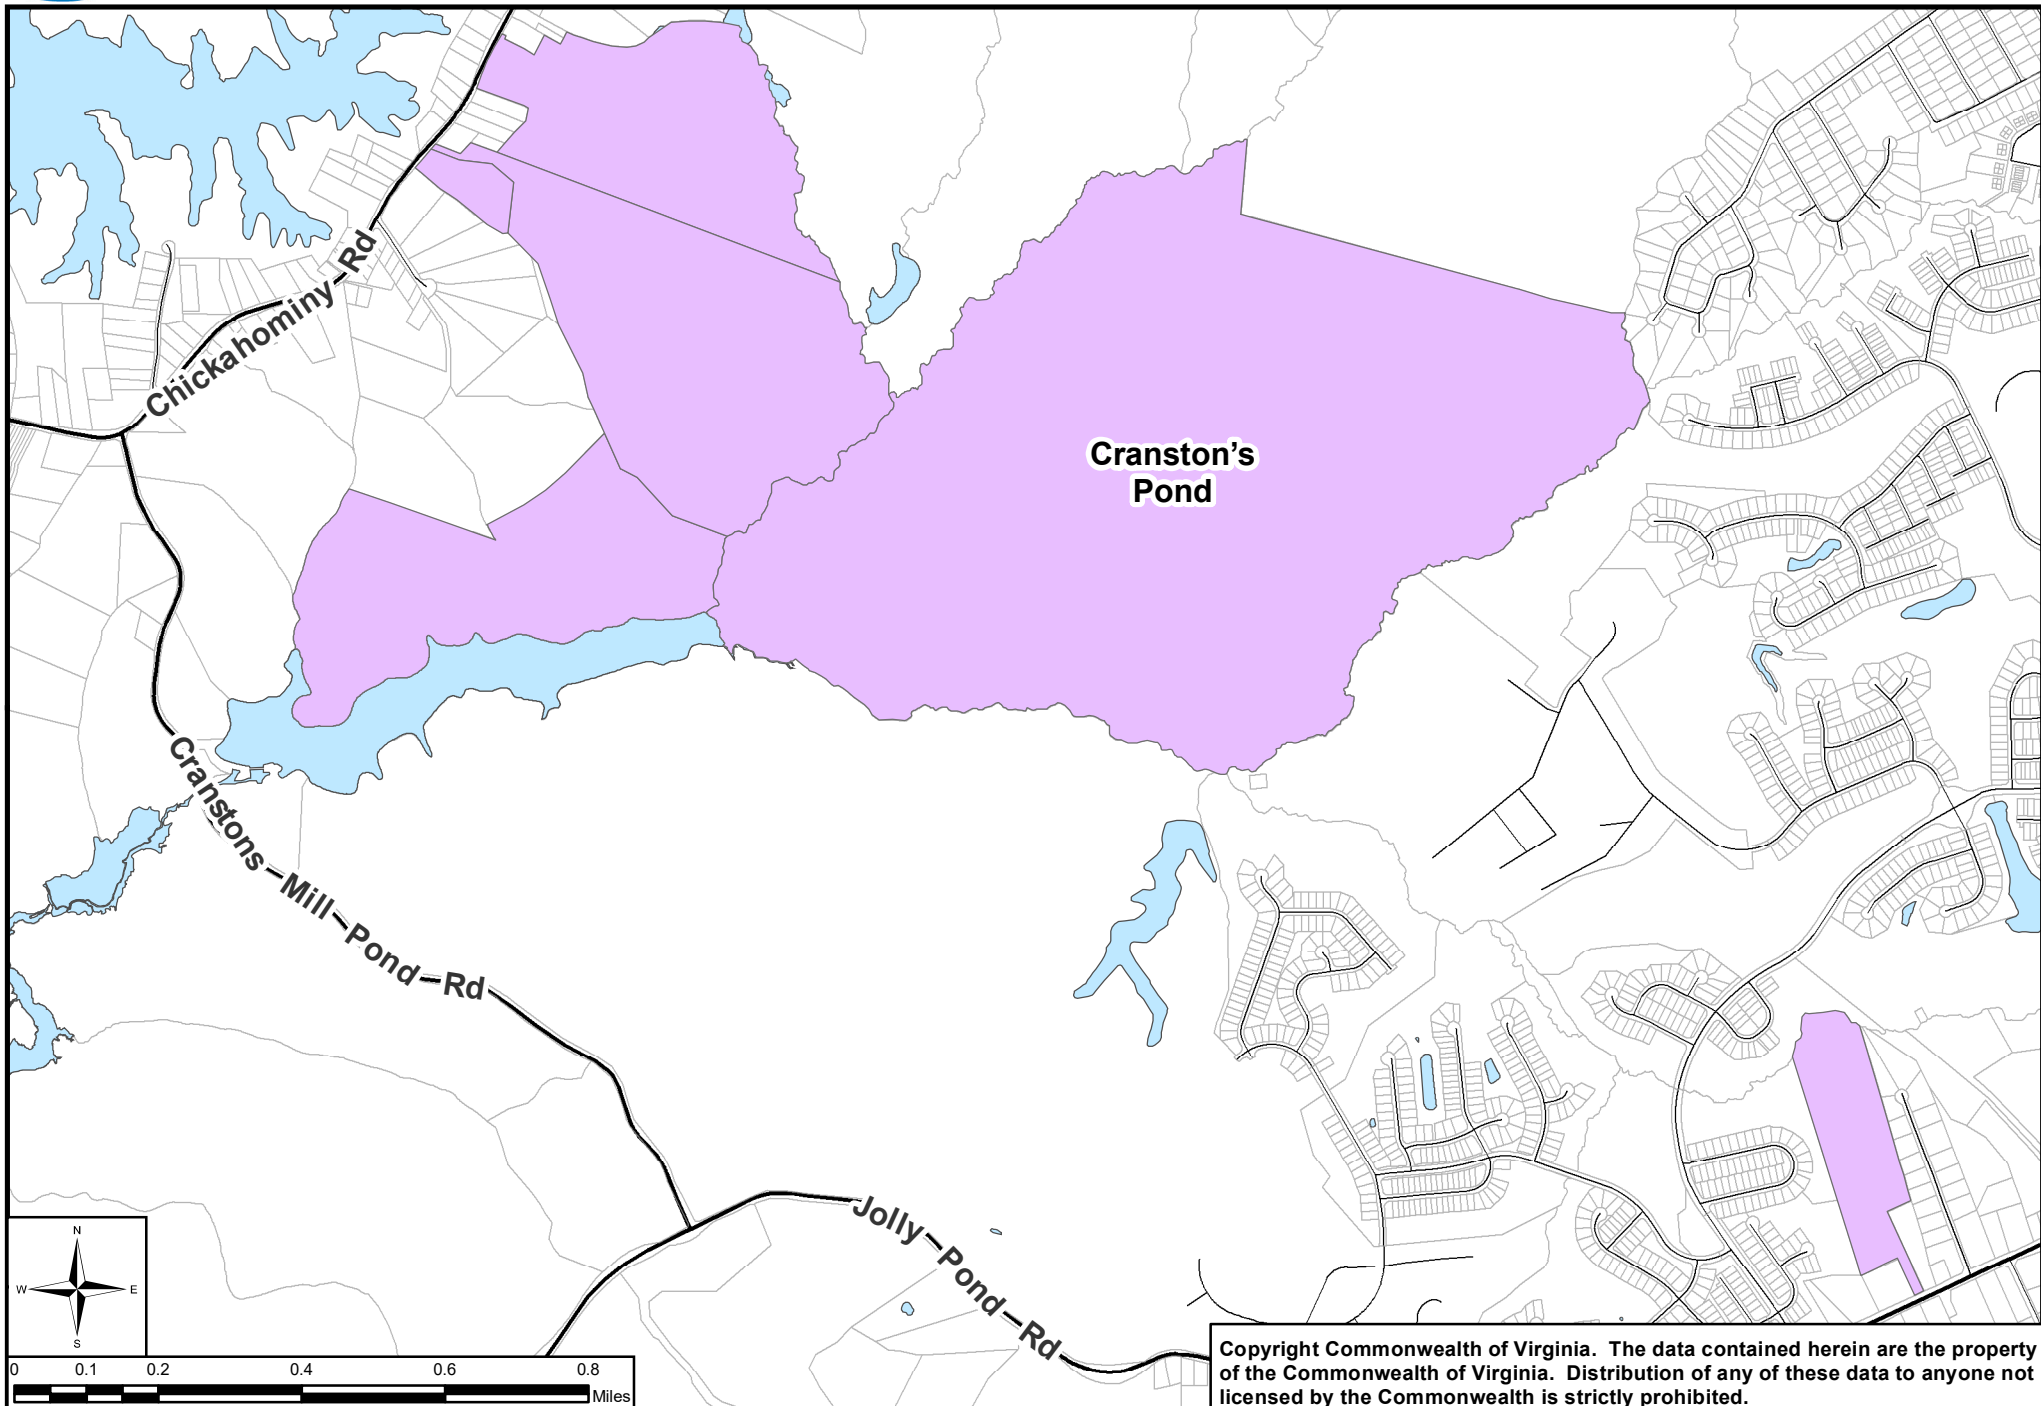 Chickahominy Rd
Cranston's
Pond
Cranstons Mill Pond Rd
Jolly Pond Rd
N
W E
S
0 0.1 0.2 0.4 0.6 0.8
Miles
Copyright Commonwealth of Virginia. The data contained herein are the property
of the Commonwealth of Virginia. Distribution of any of these data to anyone not
licensed by the Commonwealth is strictly prohibited.